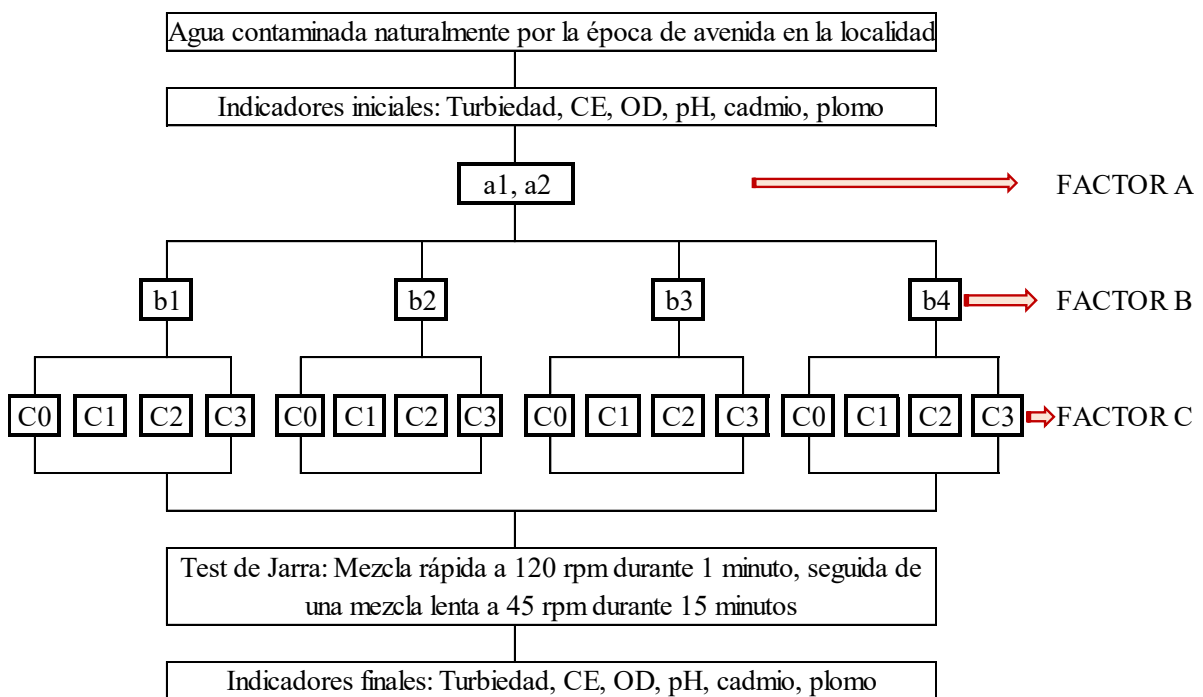 Agua contaminada naturalmente por la época de avenida en la localidad
Indicadores iniciales: Turbiedad, CE, OD, pH, cadmio, plomo
a1, a2
FACTOR A
b1
b2
b3
b4
FACTOR B
C0
C1
C2
C3
C0
C1
C2
C3
C0
C1
C2
C3
C0
C1
C2
C3
FACTOR C
Test de Jarra: Mezcla rápida a 120 rpm durante 1 minuto, seguida de
una mezcla lenta a 45 rpm durante 15 minutos
Indicadores finales: Turbiedad, CE, OD, pH, cadmio, plomo